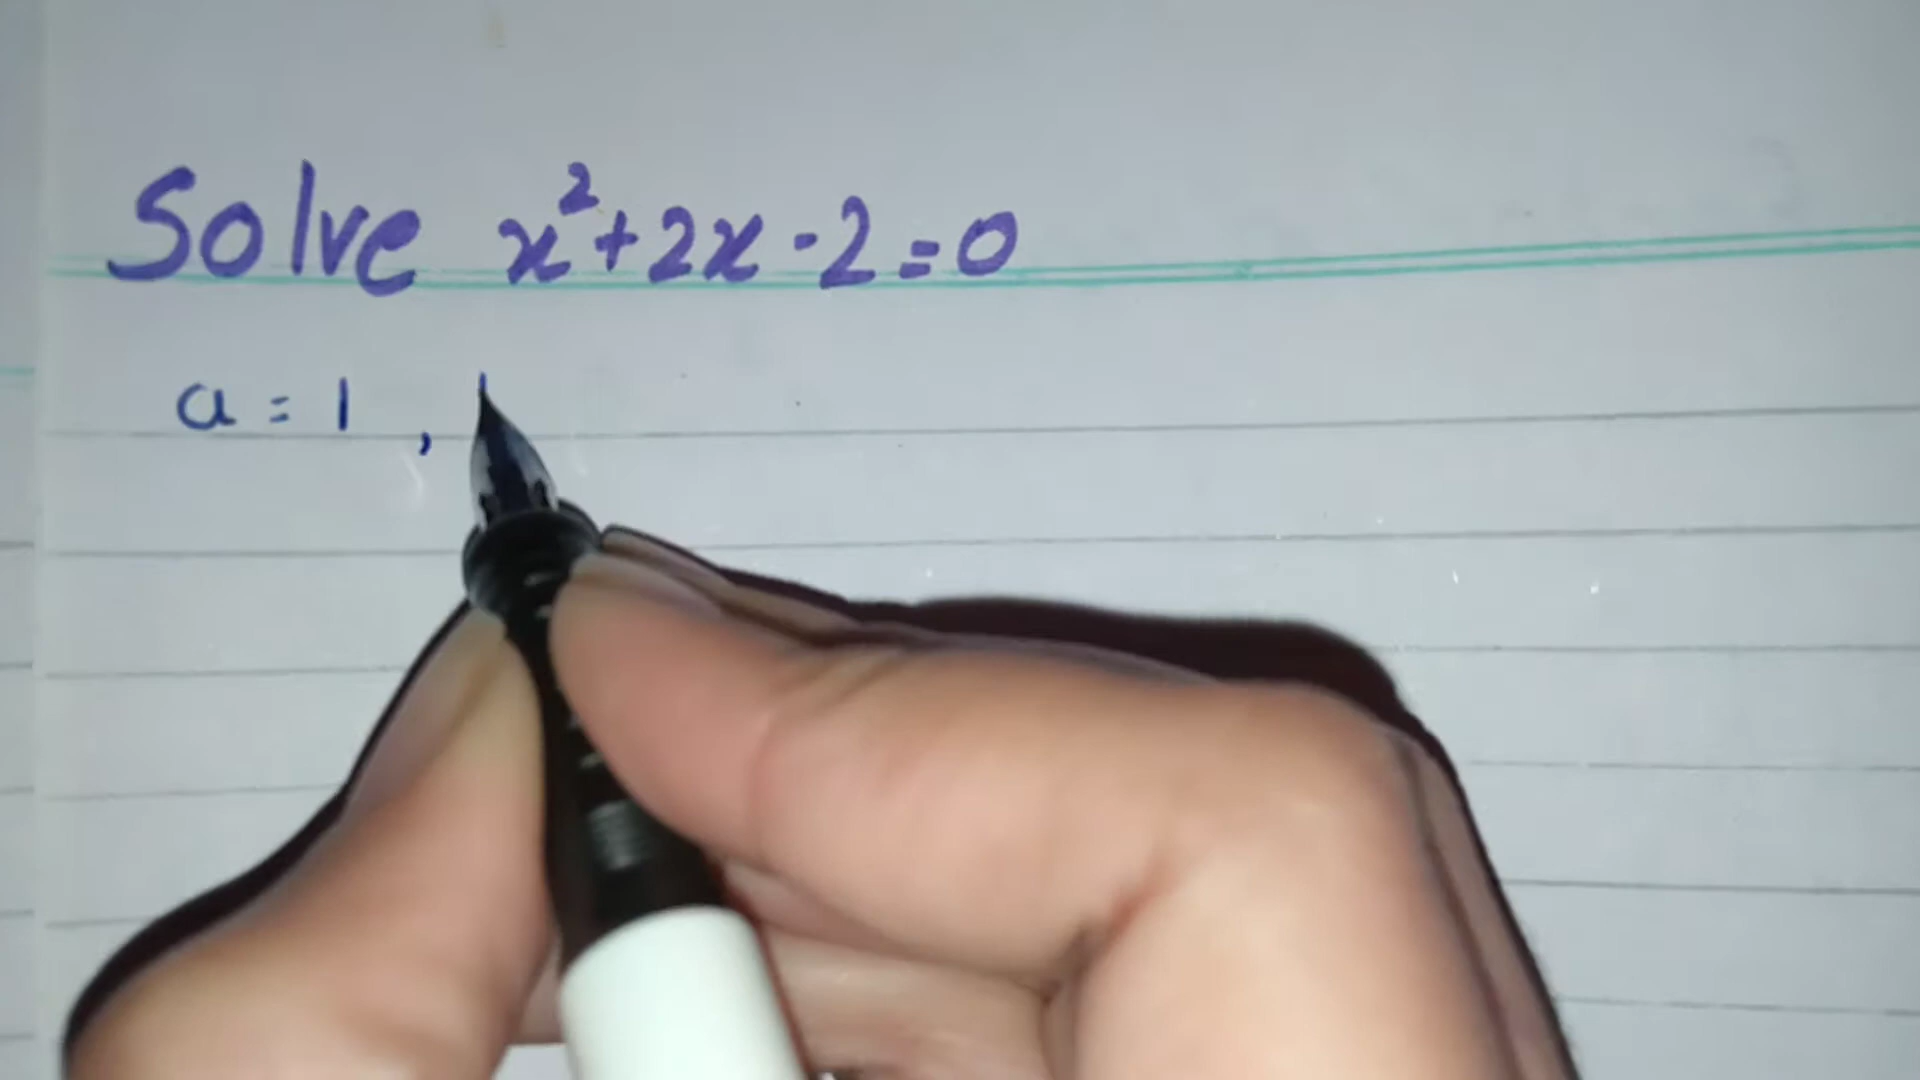 Solve x²+2x-2=0
a = 1 ,